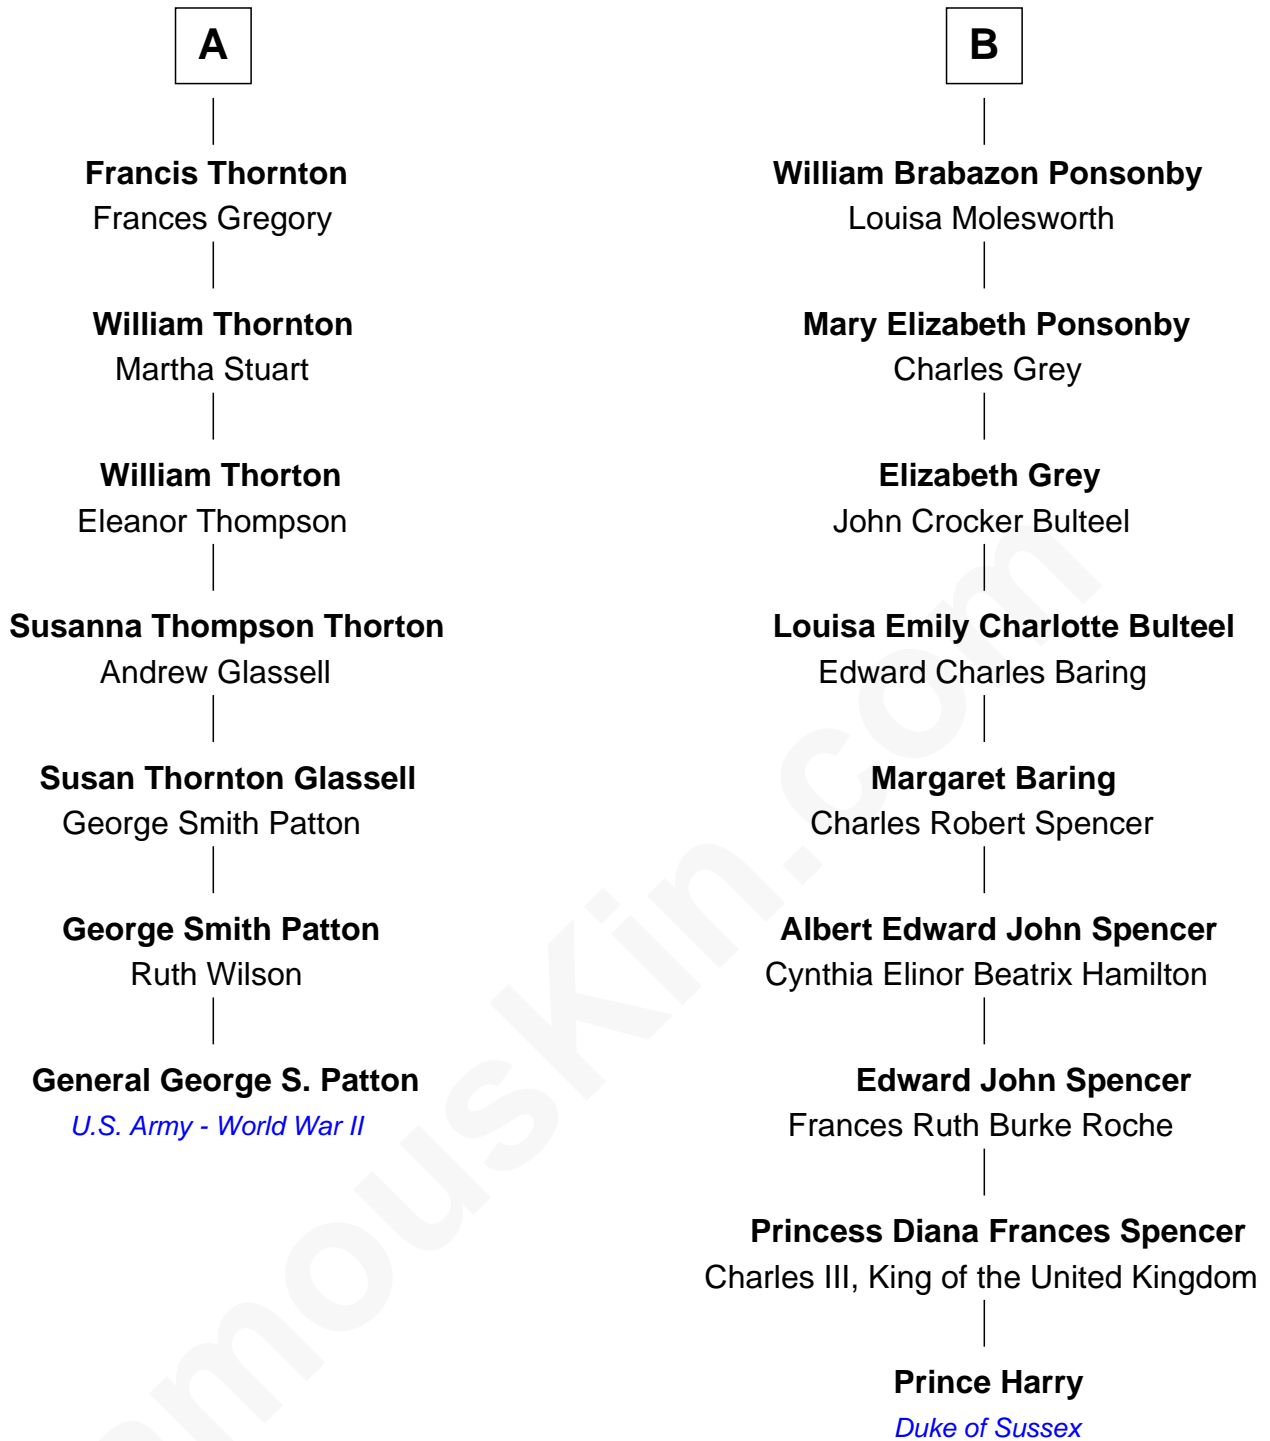 A
Francis Thornton
Frances Gregory
William Thornton
Martha Stuart
William Thorton
Eleanor Thompson
Susanna Thompson Thorton
Andrew Glassell
Susan Thornton Glassell
George Smith Patton
George Smith Patton
Ruth Wilson
General George S. Patton
U.S. Army - World War II
B
William Brabazon Ponsonby
Louisa Molesworth
Mary Elizabeth Ponsonby
Charles Grey
Elizabeth Grey
John Crocker Bulteel
Louisa Emily Charlotte Bulteel
Edward Charles Baring
Margaret Baring
Charles Robert Spencer
Albert Edward John Spencer
Cynthia Elinor Beatrix Hamilton
Edward John Spencer
Frances Ruth Burke Roche
Princess Diana Frances Spencer
Charles III, King of the United Kingdom
Prince Harry
Duke of Sussex
amousKin.com